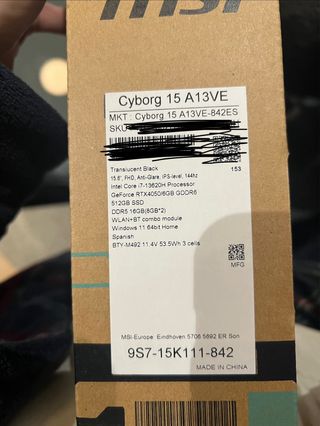 msi
Cyborg 15 A13VE
MKT : Cyborg 15 A13VE-842ES
SKU
Translucent Black
153
15.6", FHD, Anti-Glare, IPS-level, 144hz
Intel Core i7-13620H Processor
GeForce RTX4050/6GB GDDR6
512GB SSD
DDR5 16GB(8GB*2)
WLAN+BT combo module
Windows 11 64bit Home
Spanish
BTY-M492 11.4V 53.5Wh 3 cells
MFG
MSI-Europe Eindhoven 5706 5692 ER Son
9S7-15K111-842
MADE IN CHINA